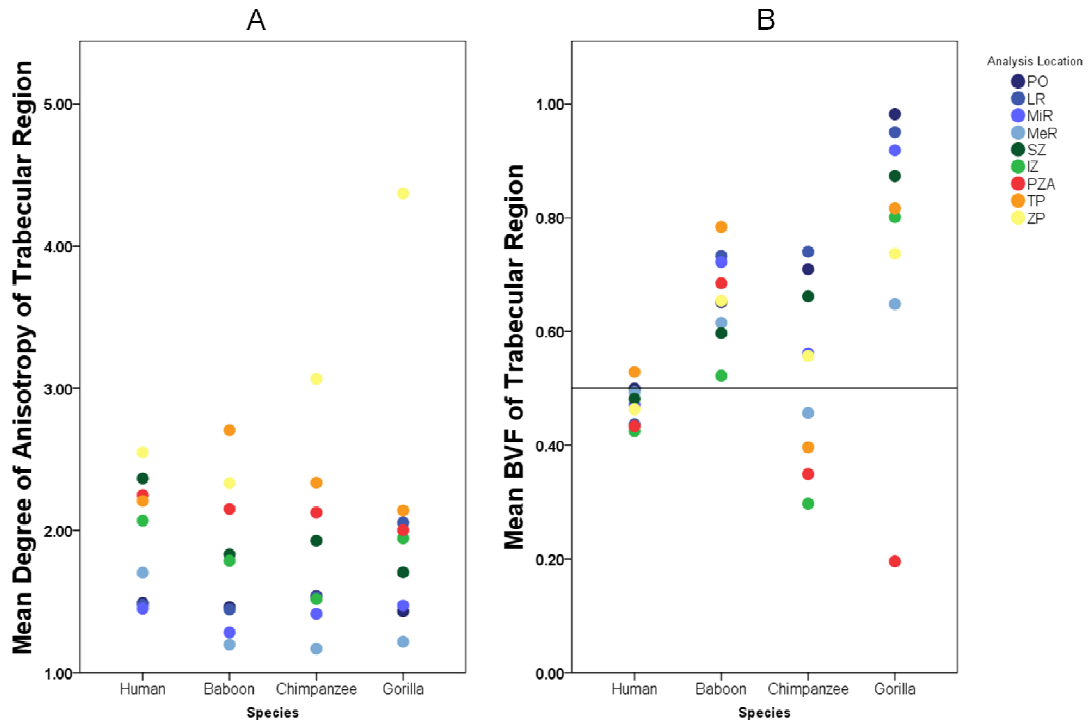 A
B
Mean Degree of Anisotropy of Trabecular Region
5.00
4.00
3.00
2.00
1.00
Human Baboon Chimpanzee Gorilla
Species
Mean BVF of Trabecular Region
1.00
0.80
0.60
0.40
0.20
0.00
Human Baboon Chimpanzee Gorilla
Species
Analysis Location
PO
LR
MiR
MeR
SZ
IZ
PZA
TP
ZP